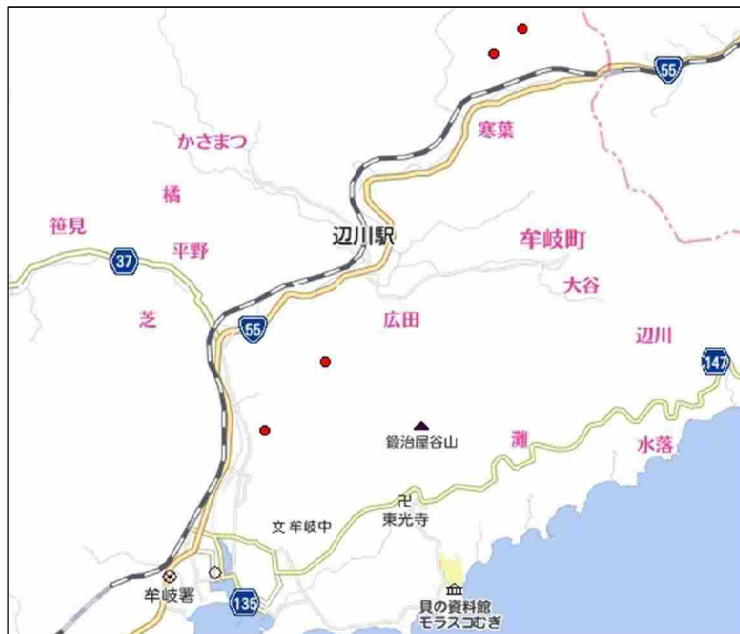 55
寒葉
かさまつ
橘
笹見
辺川駅
牟岐町
平野
37
大谷
芝
広田
55
辺川
147
鍛治屋谷山
灘
水落
卍
東光寺
文 牟岐中
牟岐署
135
貝の資料館
モラスコむぎ